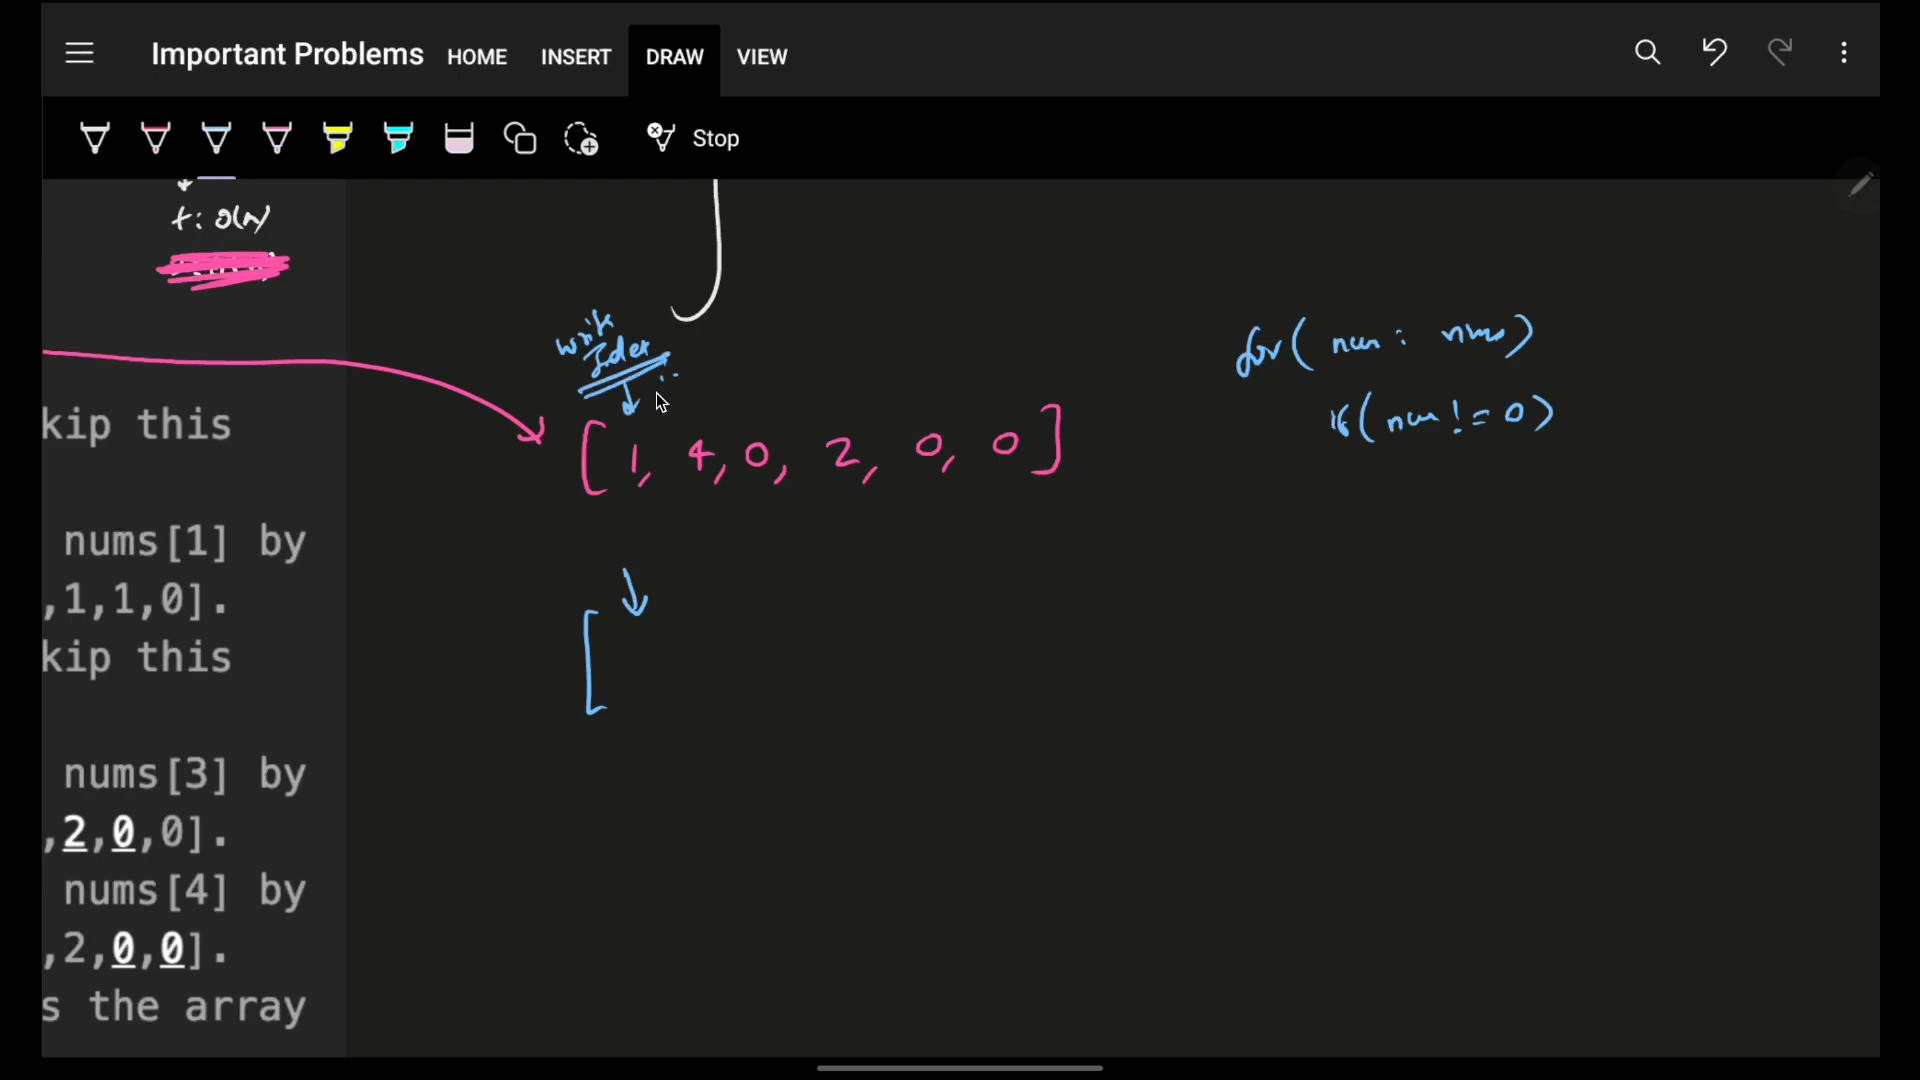 Important Problems HOME INSERT DRAW VIEW
Stop
t: O(n)
write
Index
for( num : nums)
if( num != 0)
[ 1, 4, 0, 2, 0, 0 ]
[
kip this
nums[1] by
,1,1,0].
kip this
nums[3] by
,2,0,0].
nums[4] by
,2,0,0].
s the array